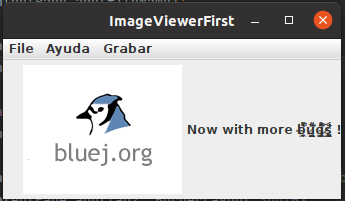 ImageViewerFirst
File Ayuda Grabar
Now with more bugs !
bluej.org